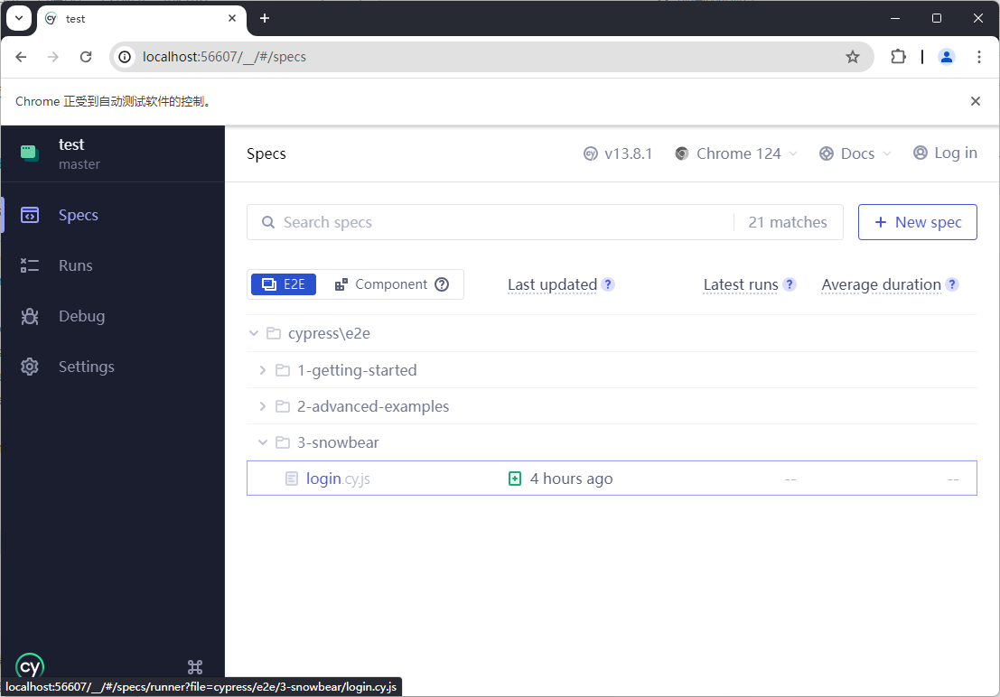 test
localhost:56607/__/#/specs
Chrome 正受到自动测试软件的控制。
test
master
Specs
Runs
Debug
Settings
cy
Specs
v13.8.1
Chrome 124
Docs
Log in
Search specs
21 matches
+ New spec
E2E
Component ?
Last updated ?
Latest runs ?
Average duration ?
cypress\e2e
1-getting-started
2-advanced-examples
3-snowbear
login.cy.js
4 hours ago
--
--
localhost:56607/__/#/specs/runner?file=cypress/e2e/3-snowbear/login.cy.js